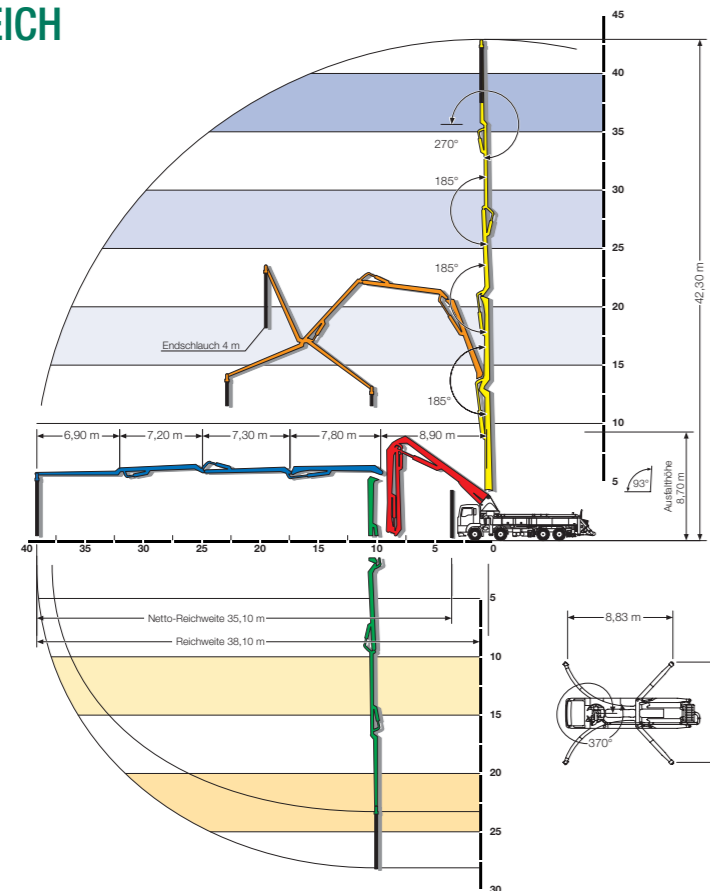 EICH
45
40
35
30
25
20
15
10
5
42,30 m
270°
185°
185°
185°
Endschlauch 4 m
6,90 m
7,20 m
7,30 m
7,80 m
8,90 m
93°
Ausfalthöhe
8,70 m
40
35
30
25
20
15
10
5
0
Netto-Reichweite 35,10 m
Reichweite 38,10 m
5
10
15
20
25
30
8,83 m
370°